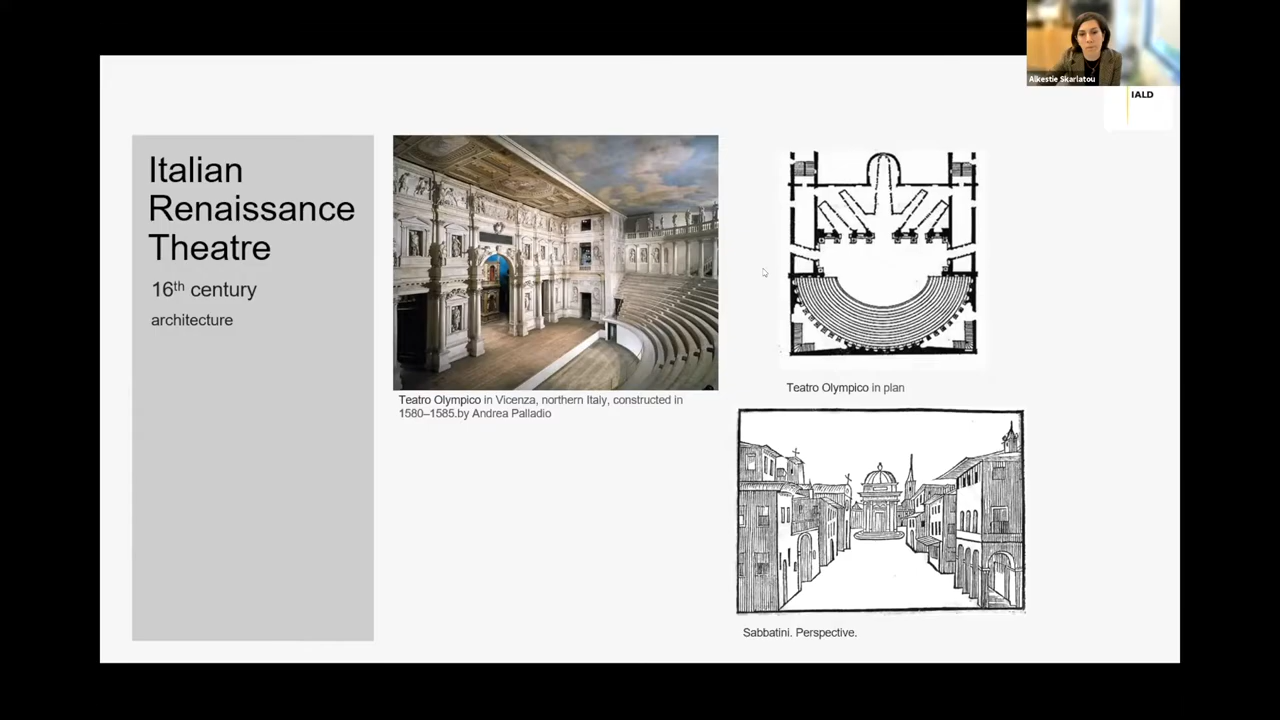 Alkestie Skarlatou
IALD
Italian
Renaissance
Theatre
16th century
architecture
Teatro Olympico in Vicenza, northern Italy, constructed in
1580–1585.by Andrea Palladio
Teatro Olympico in plan
Sabbatini. Perspective.